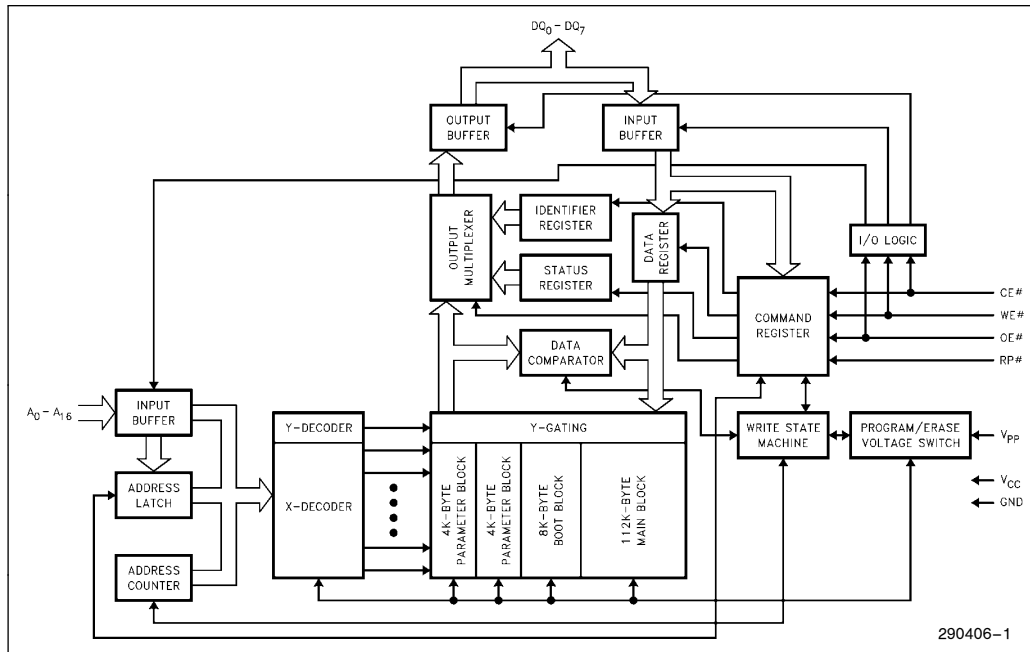 DQ₀ – DQ₇
OUTPUT
BUFFER
INPUT
BUFFER
OUTPUT
MULTIPLEXER
IDENTIFIER
REGISTER
STATUS
REGISTER
DATA
REGISTER
I/O LOGIC
COMMAND
REGISTER
CE#
WE#
OE#
RP#
DATA
COMPARATOR
A₀ – A₁₆
INPUT
BUFFER
ADDRESS
LATCH
ADDRESS
COUNTER
Y-DECODER
X-DECODER
Y-GATING
4K-BYTE
PARAMETER BLOCK
4K-BYTE
PARAMETER BLOCK
8K-BYTE
BOOT BLOCK
112K-BYTE
MAIN BLOCK
WRITE STATE
MACHINE
PROGRAM/ERASE
VOLTAGE SWITCH
VPP
VCC
GND
290406–1